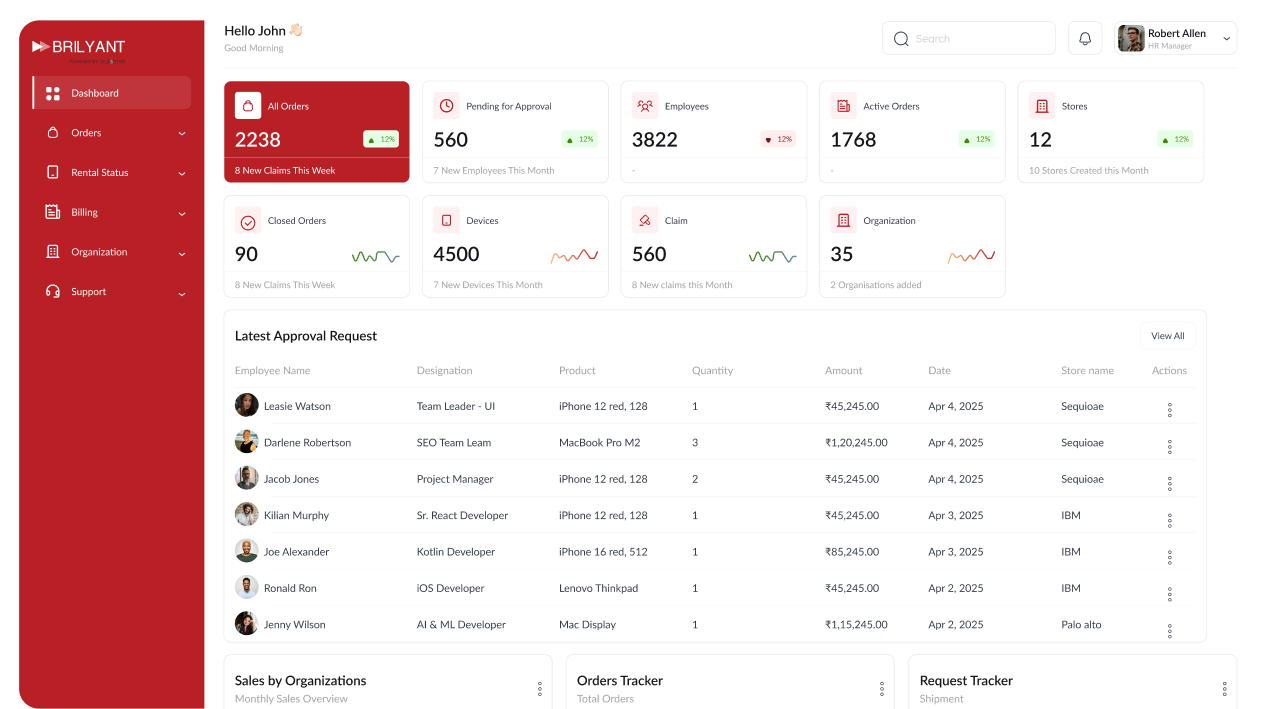 BRILYANT
Dashboard
Orders
Rental Status
Billing
Organization
Support
Hello John 👋🏻
Good Morning
Search
Robert Allen
HR Manager
All Orders
2238
12%
8 New Claims This Week
Pending for Approval
560
12%
7 New Employees This Month
Employees
3822
12%
-
Active Orders
1768
12%
-
Stores
12
12%
10 Stores Created this Month
Closed Orders
90
8 New Claims This Week
Devices
4500
7 New Devices This Month
Claim
560
8 New claims this Month
Organization
35
2 Organisations added
Latest Approval Request
View All
Employee Name Designation Product Quantity Amount Date Store name Actions
Leasie Watson Team Leader - UI iPhone 12 red, 128 1 ₹45,245.00 Apr 4, 2025 Sequioae
Darlene Robertson SEO Team Leam MacBook Pro M2 3 ₹1,20,245.00 Apr 4, 2025 Sequioae
Jacob Jones Project Manager iPhone 12 red, 128 2 ₹45,245.00 Apr 4, 2025 Sequioae
Kilian Murphy Sr. React Developer iPhone 12 red, 128 1 ₹45,245.00 Apr 3, 2025 IBM
Joe Alexander Kotlin Developer iPhone 16 red, 512 1 ₹85,245.00 Apr 3, 2025 IBM
Ronald Ron iOS Developer Lenovo Thinkpad 1 ₹45,245.00 Apr 2, 2025 IBM
Jenny Wilson AI & ML Developer Mac Display 1 ₹1,15,245.00 Apr 2, 2025 Palo alto
Sales by Organizations
Monthly Sales Overview
Orders Tracker
Total Orders
Request Tracker
Shipment